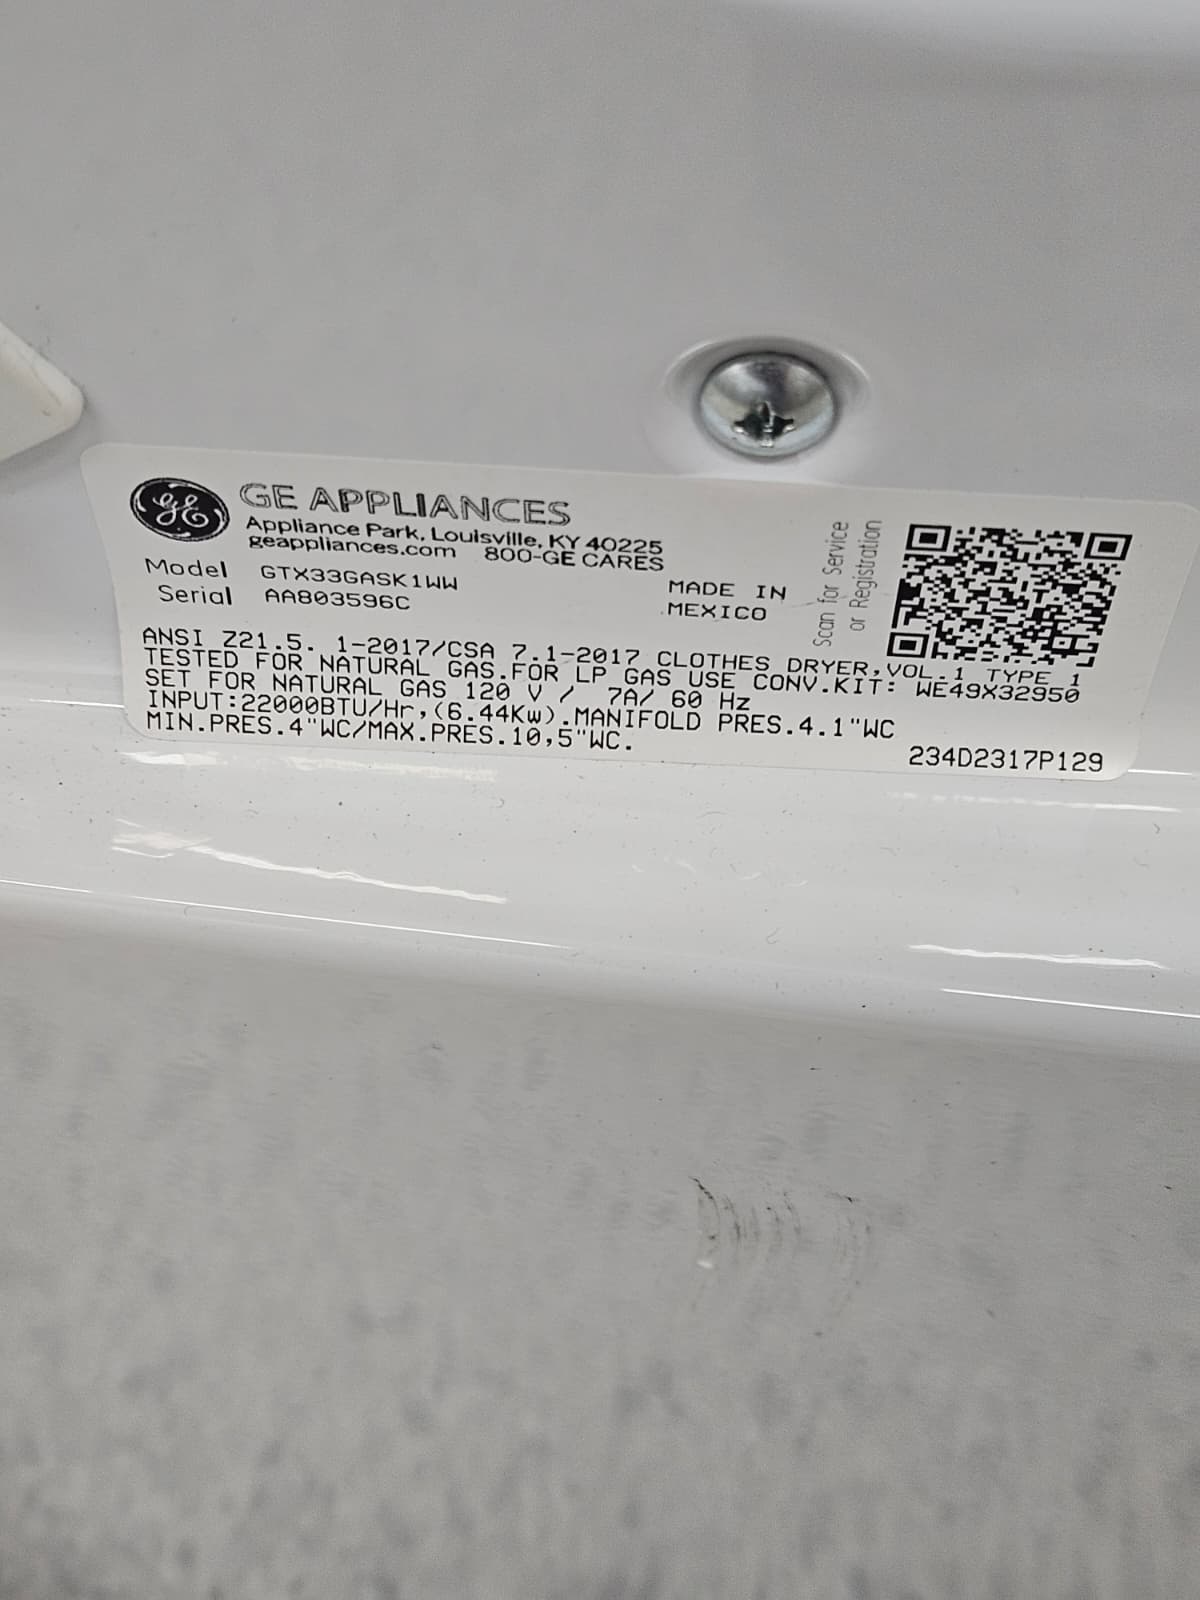 GE
GE APPLIANCES
Appliance Park, Louisville, KY 40225
geappliances.com 800-GE CARES
Model GTX33GASK1WW
Serial AA803596C
MADE IN
MEXICO
Scan for Service
or Registration
ANSI Z21.5. 1-2017/CSA 7.1-2017 CLOTHES DRYER,VOL.1 TYPE 1
TESTED FOR NATURAL GAS.FOR LP GAS USE CONV.KIT: WE49X32950
SET FOR NATURAL GAS 120 V / 7A/ 60 Hz
INPUT:22000BTU/Hr,(6.44Kw).MANIFOLD PRES.4.1"WC
MIN.PRES.4"WC/MAX.PRES.10,5"WC.
234D2317P129